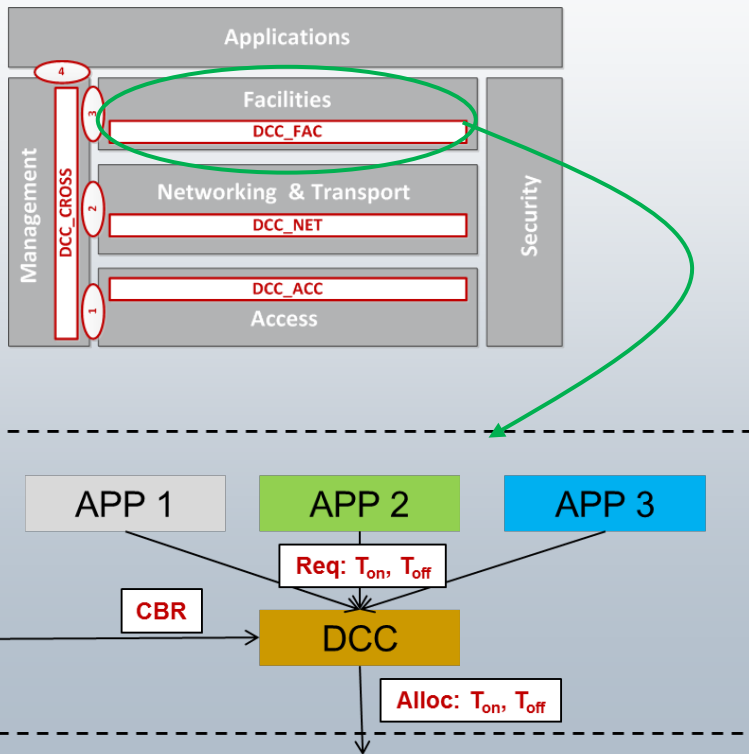 Applications
4
Management
DCC_CROSS
3
Facilities
DCC_FAC
2
Networking & Transport
DCC_NET
1
DCC_ACC
Access
Security
APP 1
APP 2
APP 3
Req: Ton, Toff
CBR
DCC
Alloc: Ton, Toff